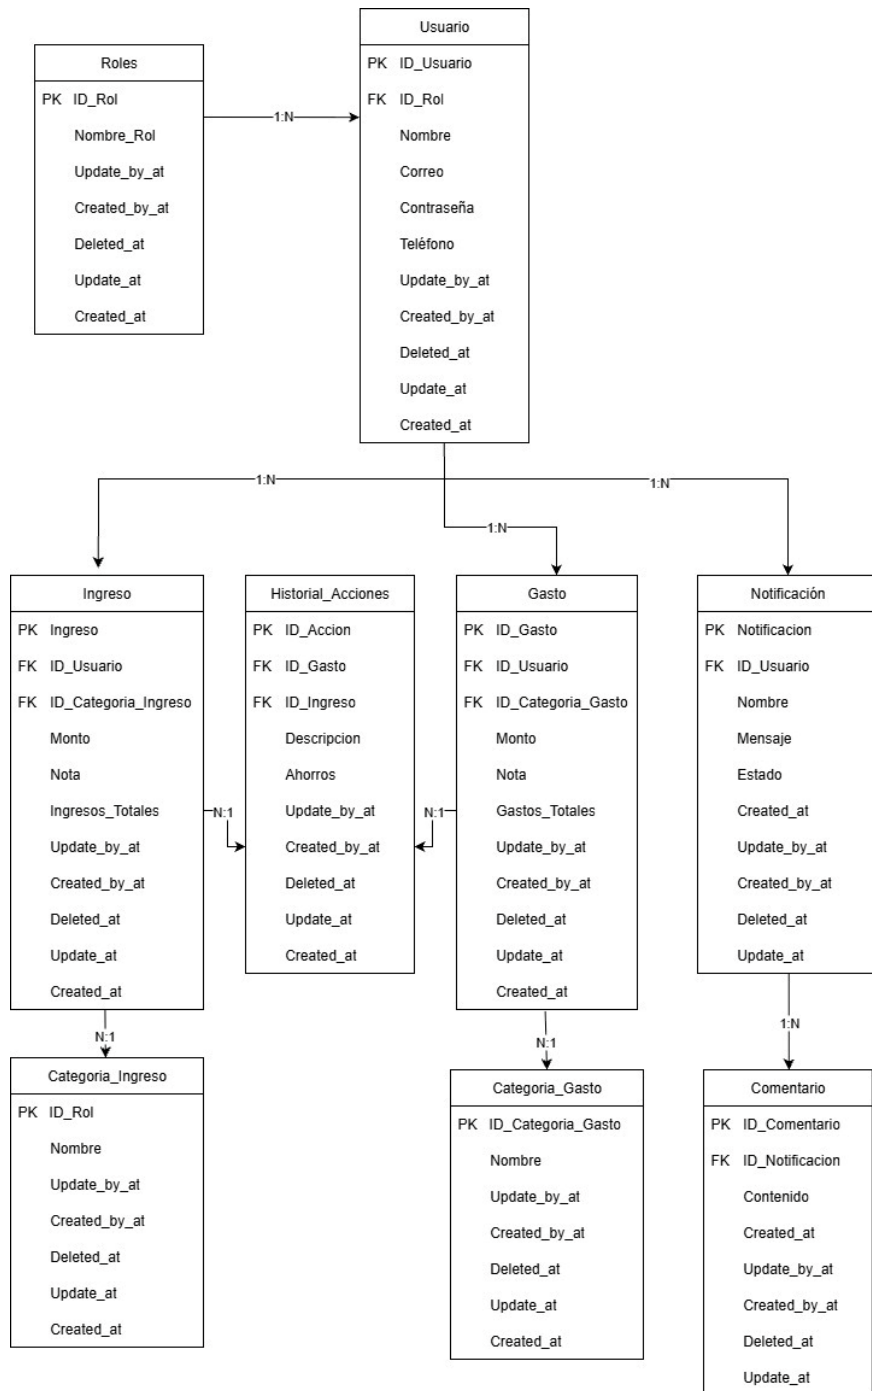 Roles
PK ID_Rol
Nombre_Rol
Update_by_at
Created_by_at
Deleted_at
Update_at
Created_at
1:N
Usuario
PK ID_Usuario
FK ID_Rol
Nombre
Correo
Contraseña
Teléfono
Update_by_at
Created_by_at
Deleted_at
Update_at
Created_at
1:N
1:N
1:N
Ingreso
PK Ingreso
FK ID_Usuario
FK ID_Categoria_Ingreso
Monto
Nota
Ingresos_Totales
Update_by_at
Created_by_at
Deleted_at
Update_at
Created_at
N:1
Historial_Acciones
PK ID_Accion
FK ID_Gasto
FK ID_Ingreso
Descripcion
Ahorros
Update_by_at
Created_by_at
Deleted_at
Update_at
Created_at
N:1
Gasto
PK ID_Gasto
FK ID_Usuario
FK ID_Categoria_Gasto
Monto
Nota
Gastos_Totales
Update_by_at
Created_by_at
Deleted_at
Update_at
Created_at
Notificación
PK Notificacion
FK ID_Usuario
Nombre
Mensaje
Estado
Created_at
Update_by_at
Created_by_at
Deleted_at
Update_at
N:1
N:1
1:N
Categoria_Ingreso
PK ID_Rol
Nombre
Update_by_at
Created_by_at
Deleted_at
Update_at
Created_at
Categoria_Gasto
PK ID_Categoria_Gasto
Nombre
Update_by_at
Created_by_at
Deleted_at
Update_at
Created_at
Comentario
PK ID_Comentario
FK ID_Notificacion
Contenido
Created_at
Update_by_at
Created_by_at
Deleted_at
Update_at